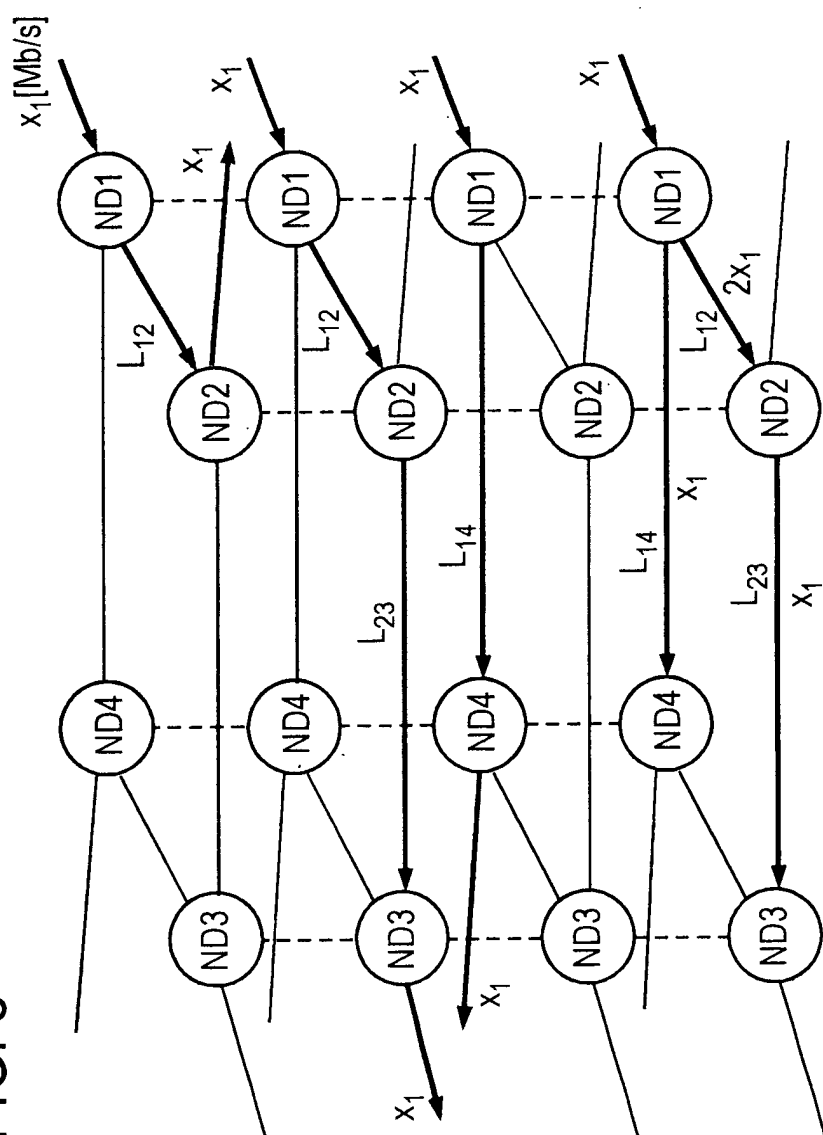 x₁[Mb/s]
ND4
ND1
L₁₂
x₁
ND3
ND2
x₁
ND4
ND1
L₁₂
L₂₃
x₁
ND3
ND2
x₁
L₁₄
ND4
ND1
x₁
ND3
ND2
x₁
L₁₄
ND4
ND1
x₁
L₁₂
2x₁
L₂₃
ND3
ND2
x₁